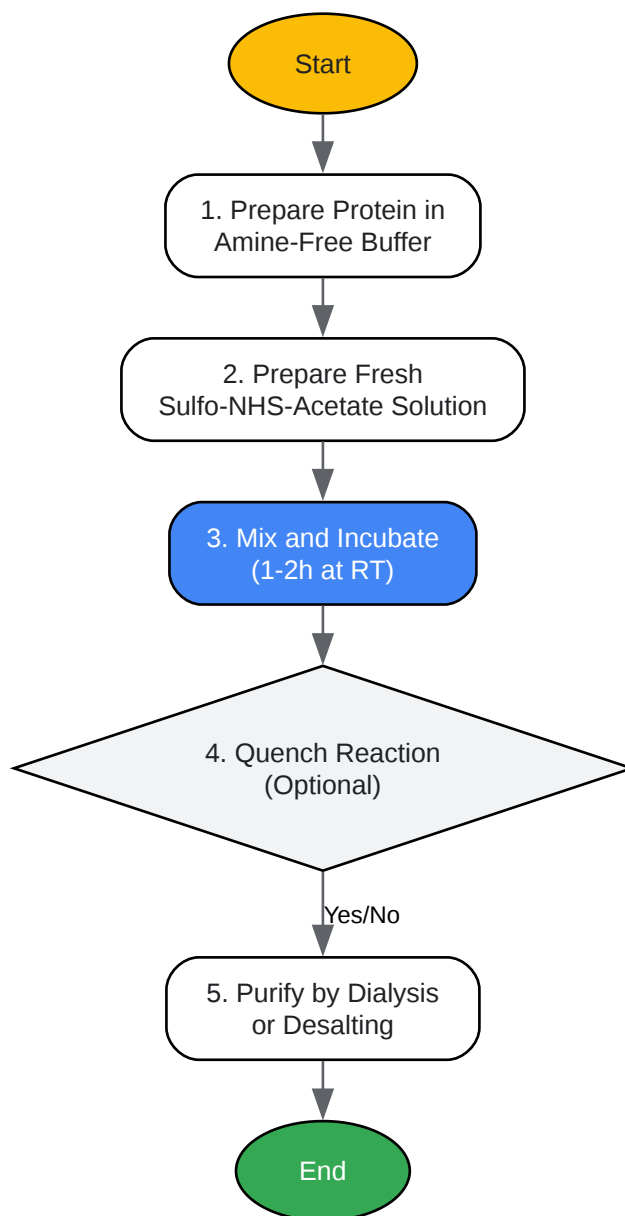 Start
1. Prepare Protein in
Amine-Free Buffer
2. Prepare Fresh
Sulfo-NHS-Acetate Solution
3. Mix and Incubate
(1-2h at RT)
4. Quench Reaction
(Optional)
Yes/No
5. Purify by Dialysis
or Desalting
End